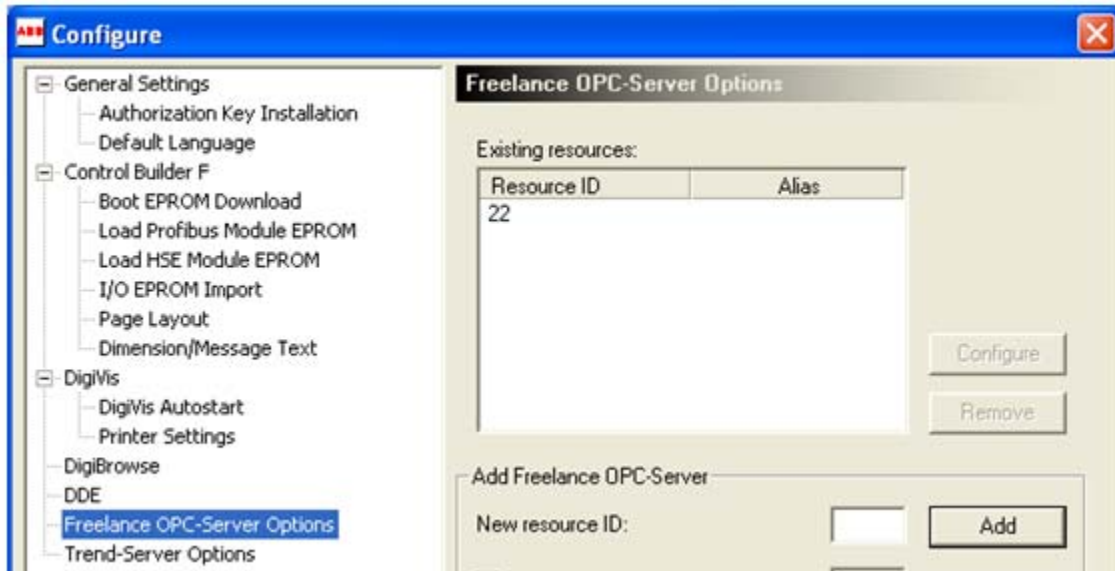 ABB Configure
General Settings
Authorization Key Installation
Default Language
Control Builder F
Boot EPROM Download
Load Profibus Module EPROM
Load HSE Module EPROM
I/O EPROM Import
Page Layout
Dimension/Message Text
DigiVis
DigiVis Autostart
Printer Settings
DigiBrowse
DDE
Freelance OPC-Server Options
Trend-Server Options
Freelance OPC-Server Options
Existing resources:
Resource ID Alias
22
Configure
Remove
Add Freelance OPC-Server
New resource ID:
Add